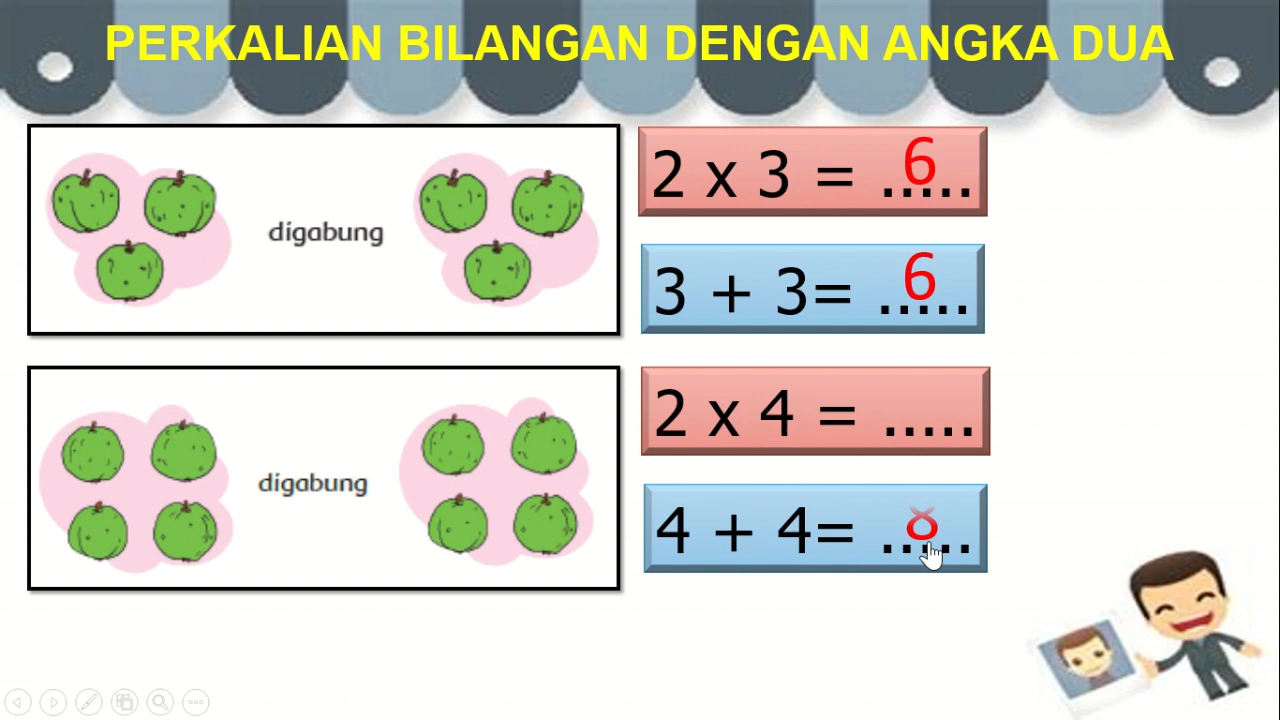 PERKALIAN BILANGAN DENGAN ANGKA DUA
digabung
2 x 3 = ..... 6
3 + 3= ..... 6
digabung
2 x 4 = .....
4 + 4= ..... 8